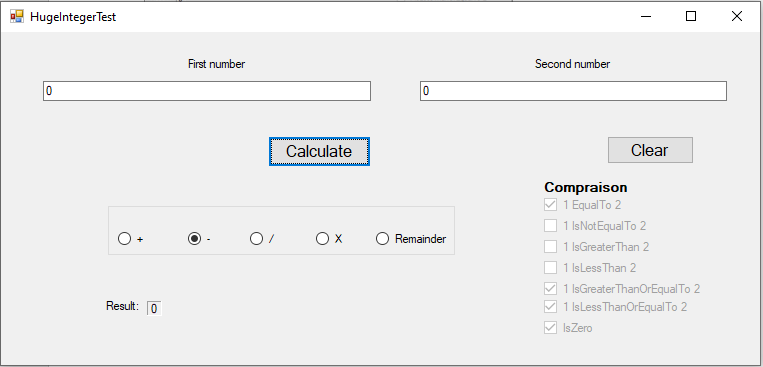 HugeIntegerTest
First number
Second number
0
0
Calculate
Clear
Compraison
1 EqualTo 2
1 IsNotEqualTo 2
1 IsGreaterThan 2
1 IsLessThan 2
1 IsGreaterThanOrEqualTo 2
1 IsLessThanOrEqualTo 2
IsZero
+
-
/
X
Remainder
Result: 0